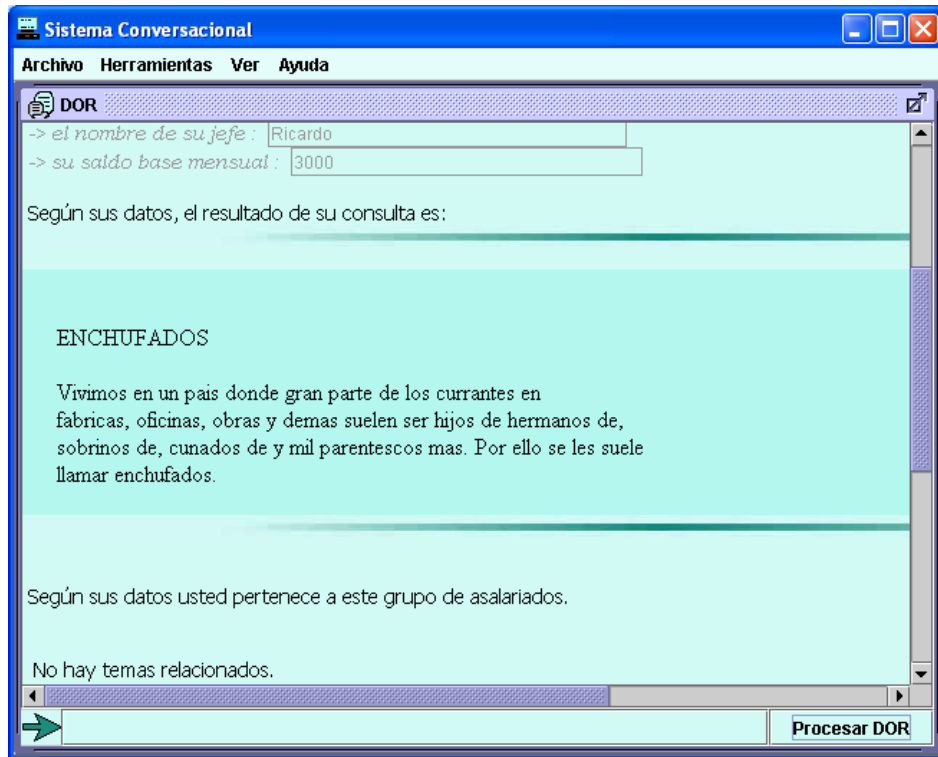 Sistema Conversacional
Archivo Herramientas Ver Ayuda
DOR
-> el nombre de su jefe : Ricardo
-> su saldo base mensual : 3000
Según sus datos, el resultado de su consulta es:
ENCHUFADOS
Vivimos en un pais donde gran parte de los currantes en
fabricas, oficinas, obras y demas suelen ser hijos de hermanos de,
sobrinos de, cunados de y mil parentescos mas. Por ello se les suele
llamar enchufados.
Según sus datos usted pertenece a este grupo de asalariados.
No hay temas relacionados.
Procesar DOR